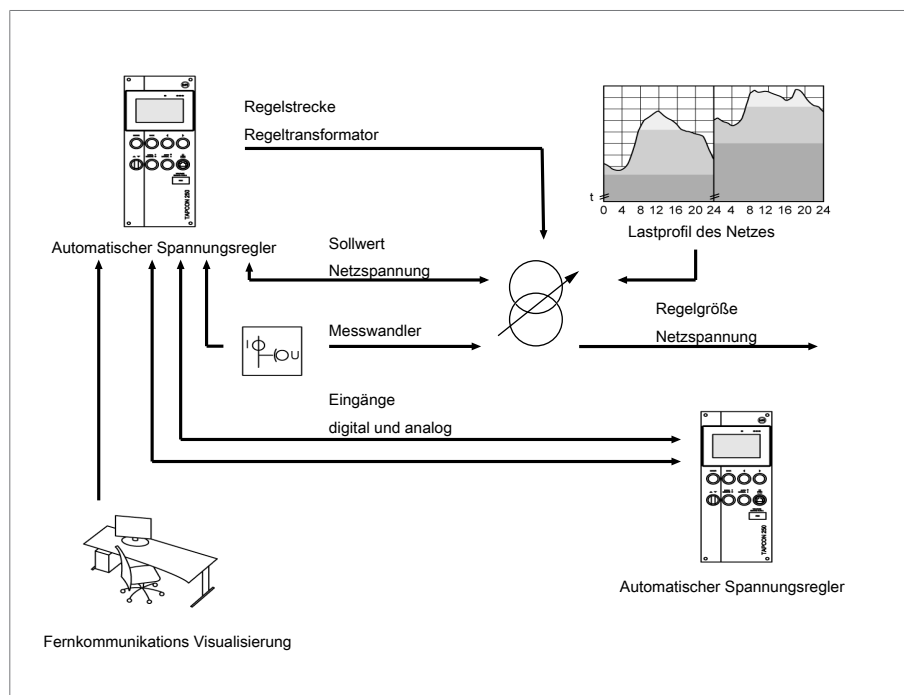 Regelstrecke
Regeltransformator
TAPCON 250
t
0 4 8 12 16 20 24 4 8 12 16 20 24
Lastprofil des Netzes
Automatischer Spannungsregler
Sollwert
Netzspannung
Regelgröße
Netzspannung
Messwandler
I
U
Eingänge
digital und analog
TAPCON 250
Automatischer Spannungsregler
Fernkommunikations Visualisierung